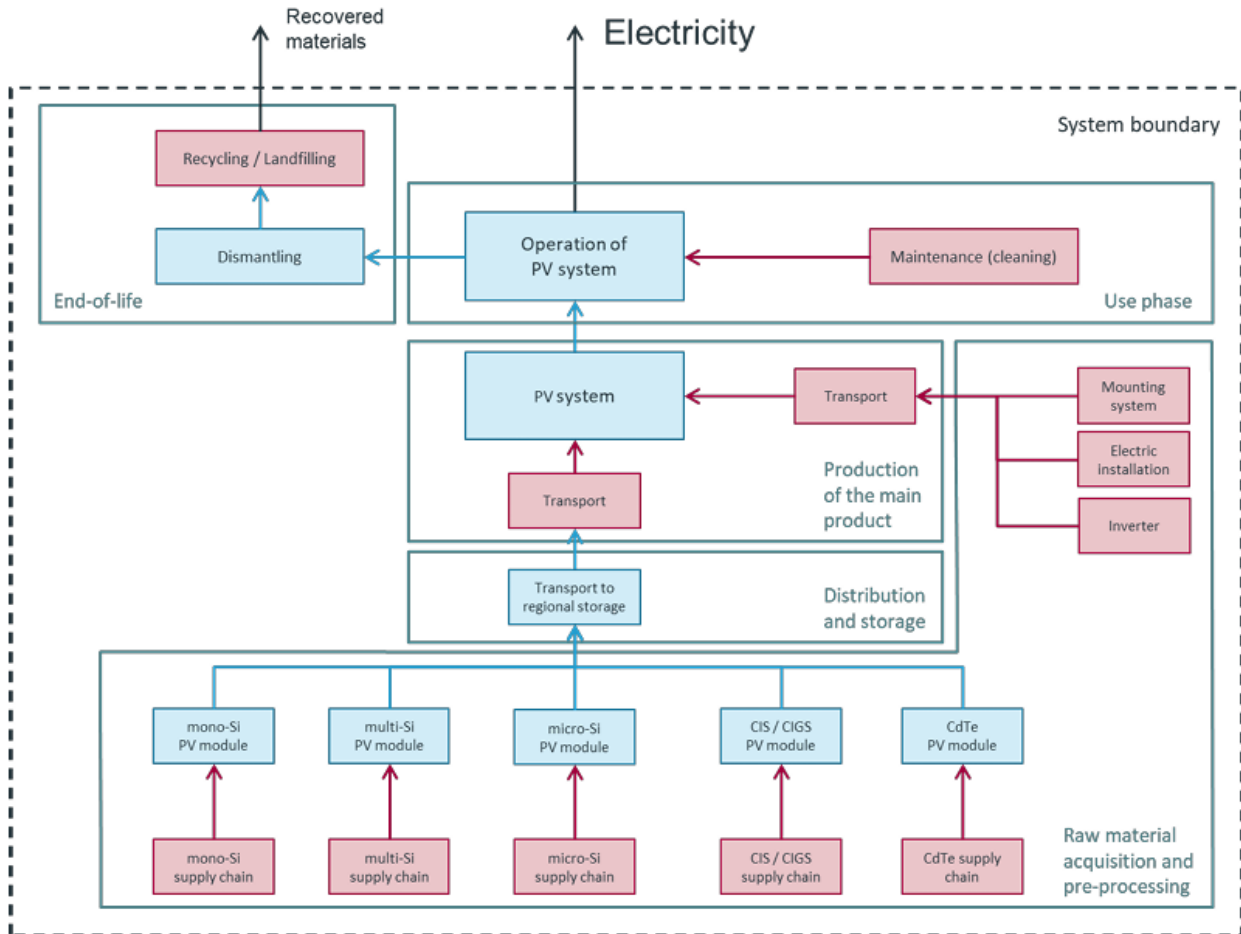 Recovered
materials
Electricity
System boundary
Recycling / Landfilling
Dismantling
End-of-life
Operation of
PV system
Maintenance (cleaning)
Use phase
PV system
Transport
Mounting
system
Electric
installation
Inverter
Transport
Production
of the main
product
Transport to
regional storage
Distribution
and storage
mono-Si
PV module
multi-Si
PV module
micro-Si
PV module
CIS / CIGS
PV module
CdTe
PV module
mono-Si
supply chain
multi-Si
supply chain
micro-Si
supply chain
CIS / CIGS
supply chain
CdTe supply
chain
Raw material
acquisition and
pre-processing